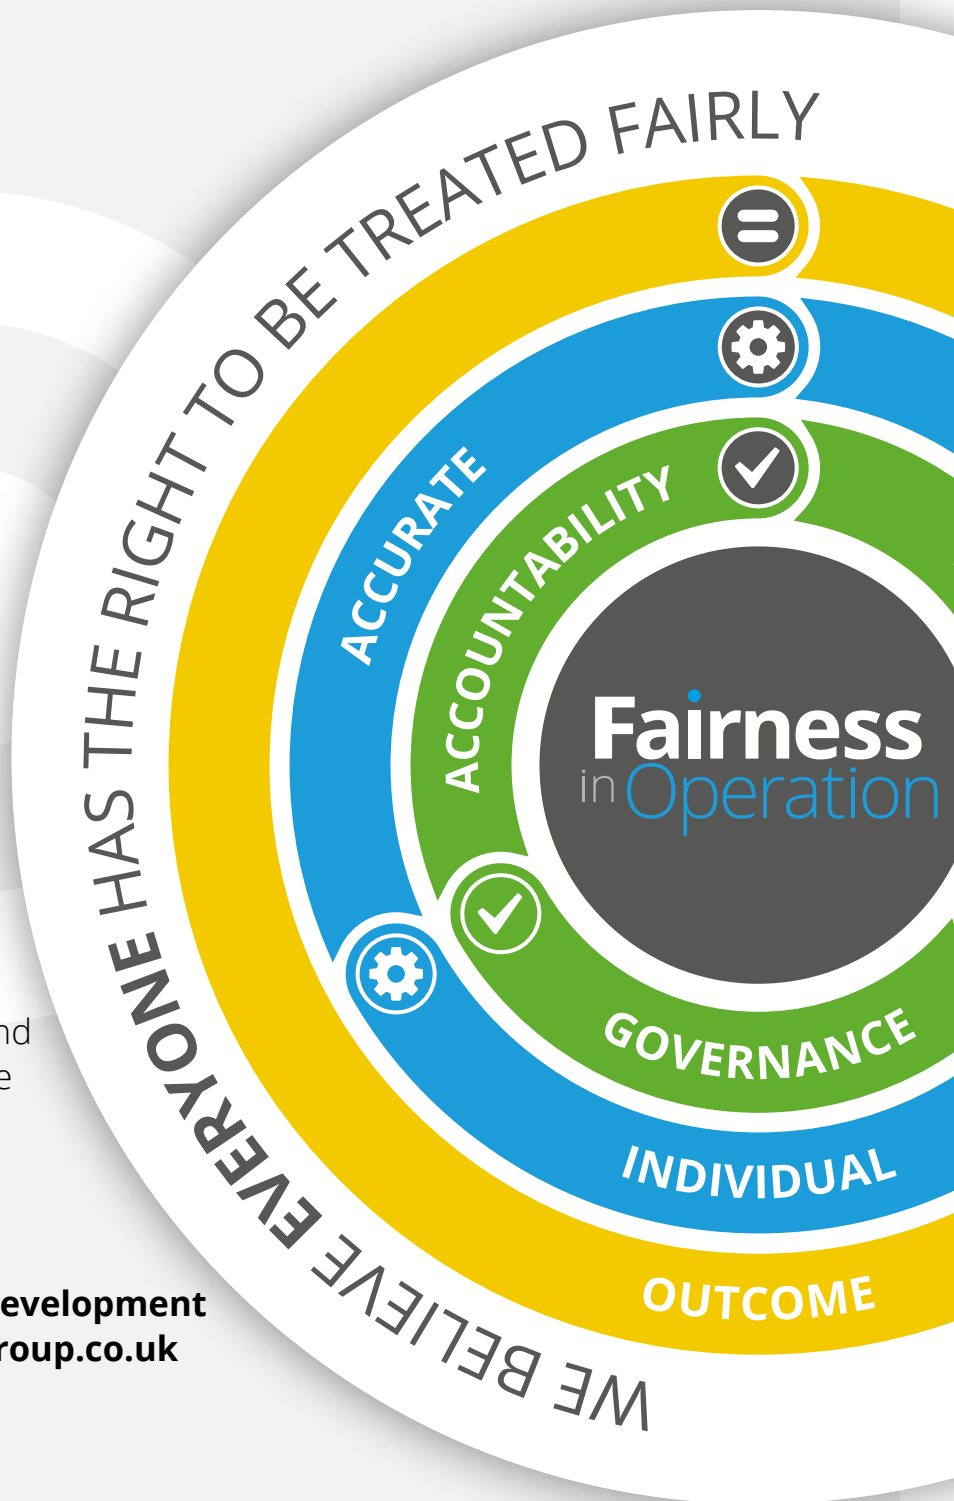 WE BELIEVE EVERYONE HAS THE RIGHT TO BE TREATED FAIRLY
ACCURATE
ACCOUNTABILITY
Fairness
in Operation
GOVERNANCE
INDIVIDUAL
OUTCOME
nd
e
evelopment
roup.co.uk